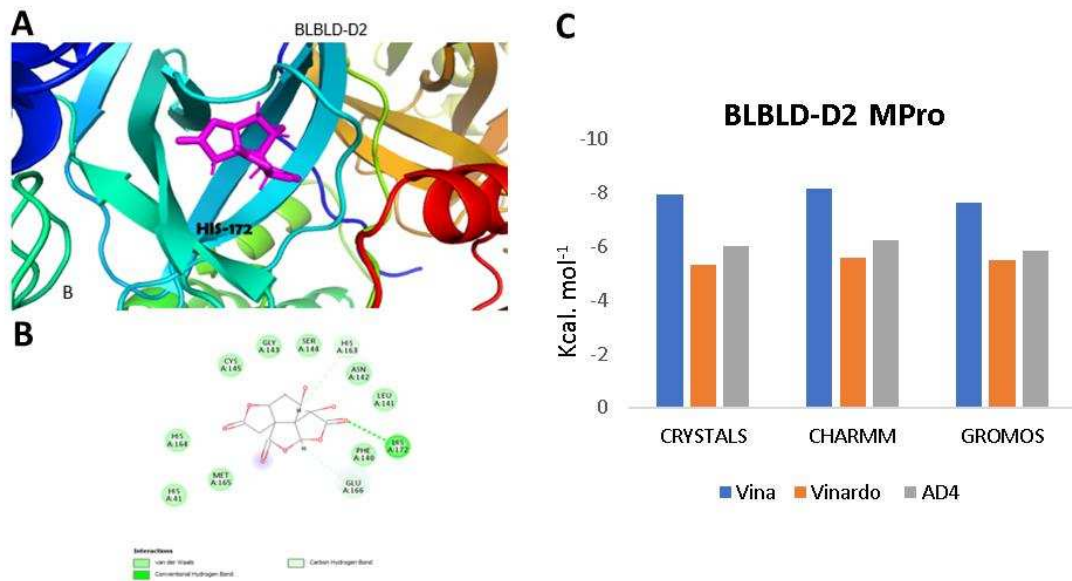 A
BLBLD-D2
HIS-172
B
B
CYS
A:145
GLY
A:143
SER
A:144
HIS
A:163
ASN
A:142
LEU
A:141
HIS
A:164
HIS
A:172
PHE
A:140
MET
A:165
GLU
A:166
HIS
A:41
H
H
Interactions
van der Waals
Conventional Hydrogen Bond
Carbon Hydrogen Bond
C
BLBLD-D2 MPro
Kcal. mol-1
-10
-8
-6
-4
-2
0
CRYSTALS
CHARMM
GROMOS
Vina
Vinardo
AD4